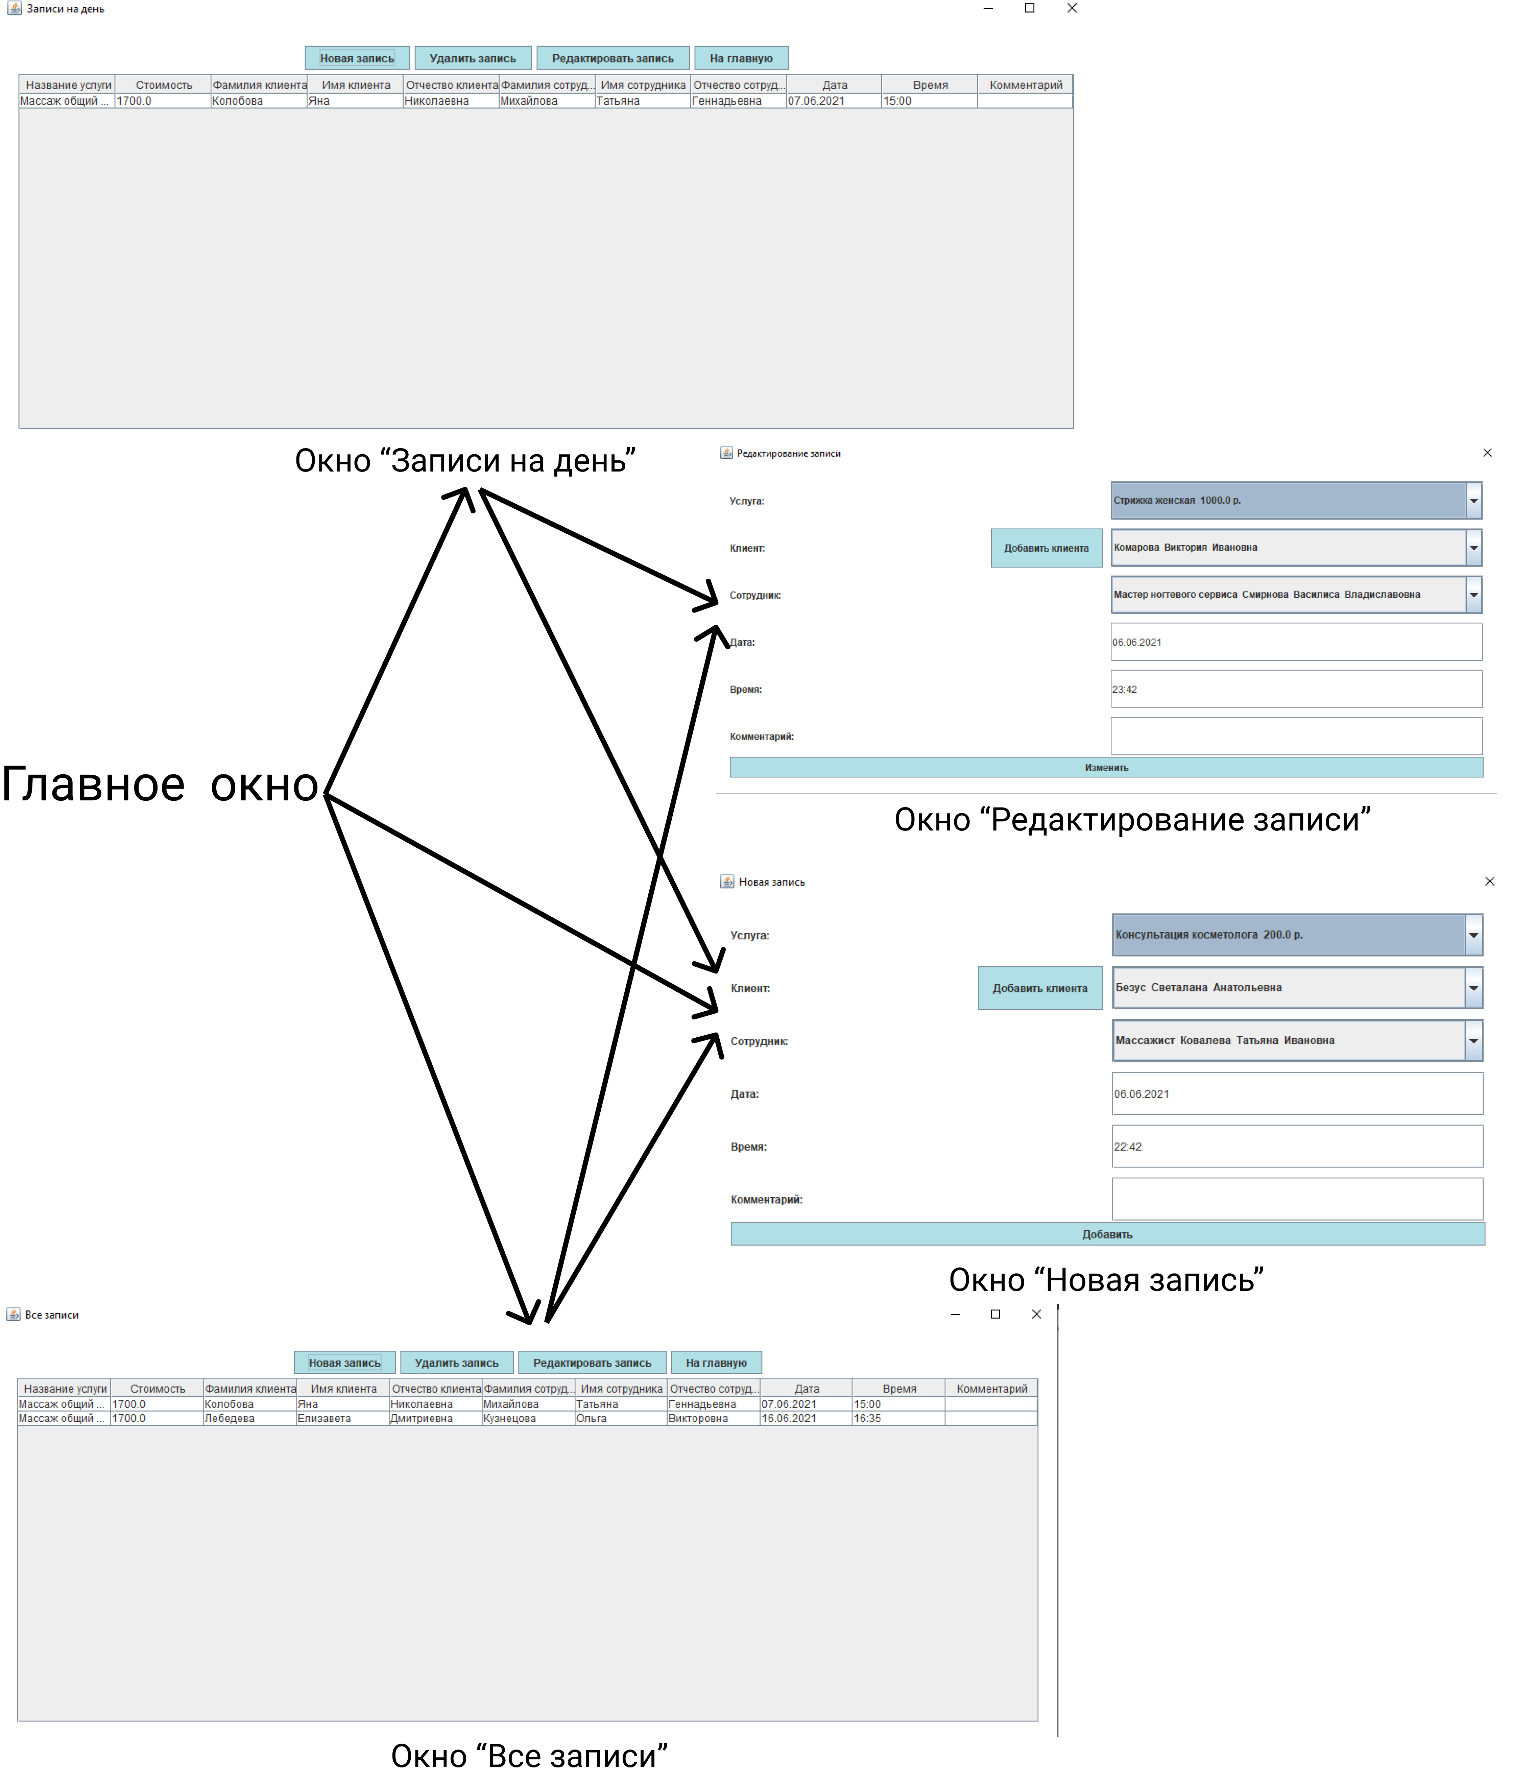 Записи на день
Новая запись Удалить запись Редактировать запись На главную
Название услуги Стоимость Фамилия клиента Имя клиента Отчество клиента Фамилия сотруд... Имя сотрудника Отчество сотруд... Дата Время Комментарий
Массаж общий ... 1700.0 Колобова Яна Николаевна Михайлова Татьяна Геннадьевна 07.06.2021 15:00
Окно “Записи на день”
Редактирование записи
Услуга: Стрижка женская 1000.0 р.
Клиент: Добавить клиента Комарова Виктория Ивановна
Сотрудник: Мастер ногтевого сервиса Смирнова Василиса Владиславовна
Дата: 06.06.2021
Время: 23:42
Комментарий:
Изменить
Окно “Редактирование записи”
Главное окно
Новая запись
Услуга: Консультация косметолога 200.0 р.
Клиент: Добавить клиента Безус Светалана Анатольевна
Сотрудник: Массажист Ковалева Татьяна Ивановна
Дата: 06.06.2021
Время: 22:42
Комментарий:
Добавить
Окно “Новая запись”
Все записи
Новая запись Удалить запись Редактировать запись На главную
Название услуги Стоимость Фамилия клиента Имя клиента Отчество клиента Фамилия сотруд... Имя сотрудника Отчество сотруд... Дата Время Комментарий
Массаж общий ... 1700.0 Колобова Яна Николаевна Михайлова Татьяна Геннадьевна 07.06.2021 15:00
Массаж общий ... 1700.0 Лебедева Елизавета Дмитриевна Кузнецова Ольга Викторовна 16.06.2021 16:35
Окно “Все записи”